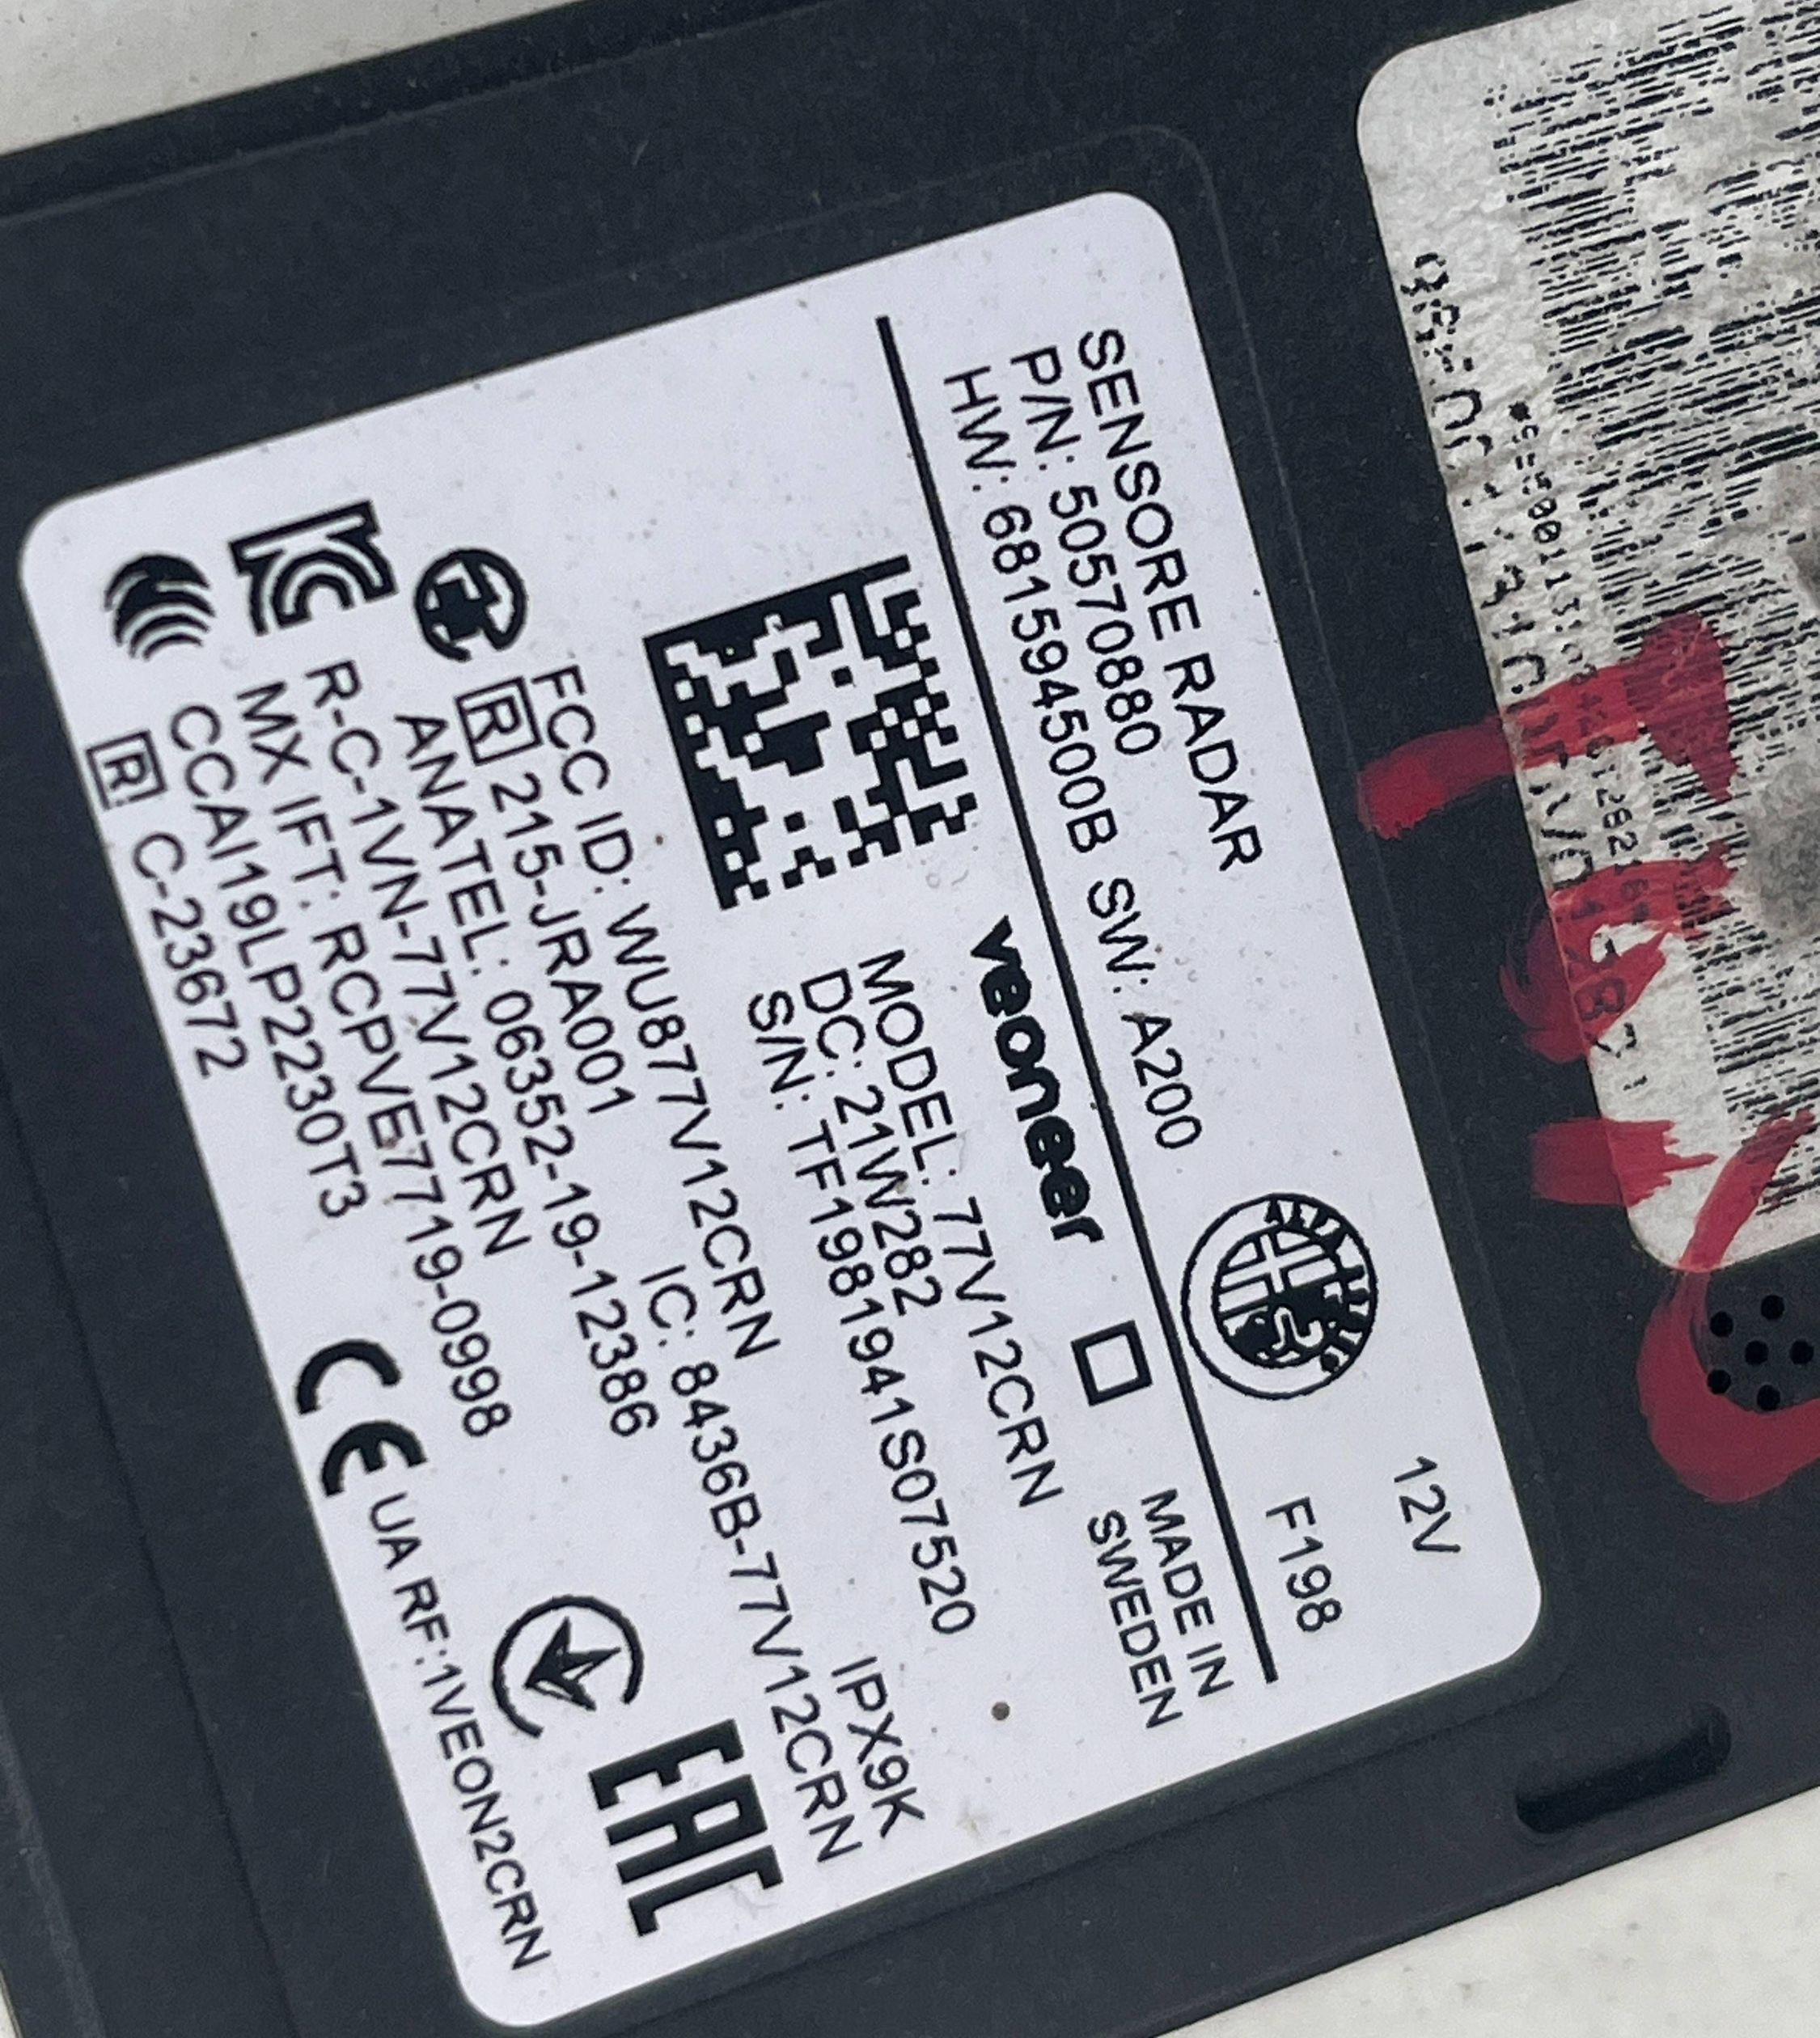 12V
SENSORE RADAR
P/N: 50570880
F198
HW: 681594500B SW: A200
veoneer
MADE IN
SWEDEN
MODEL: 77V12CRN
DC: 21W282
S/N: TF1981941S07520
IPX9K
FCC ID: WU877V12CRN IC: 8436B-77V12CRN
R 215-JRA001
ANATEL: 06352-19-12386
R-C-1VN-77V12CRN
MX IFT: RCPVE7719-0998
CCAI19LP2230T3
R C-23672
CE
UA RF:1VEON2CRN
EAC